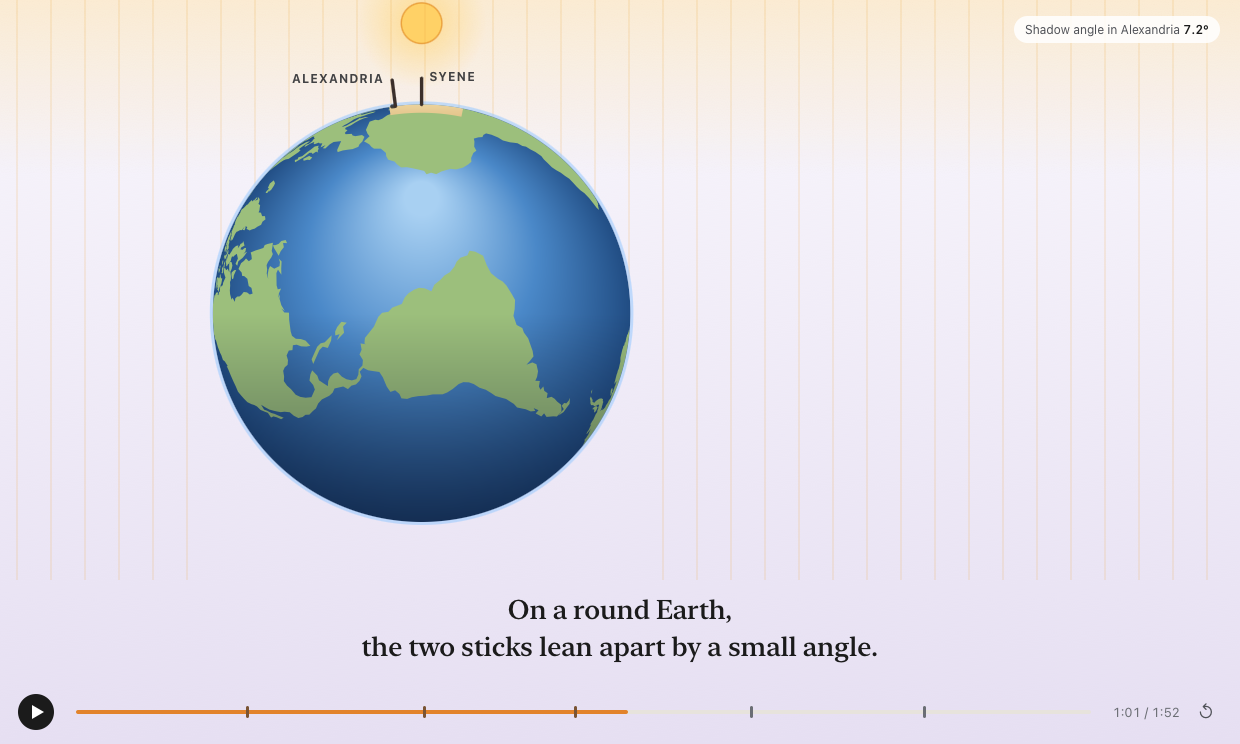 Shadow angle in Alexandria 7.2°
ALEXANDRIA
SYENE
On a round Earth,
the two sticks lean apart by a small angle.
1:01 / 1:52